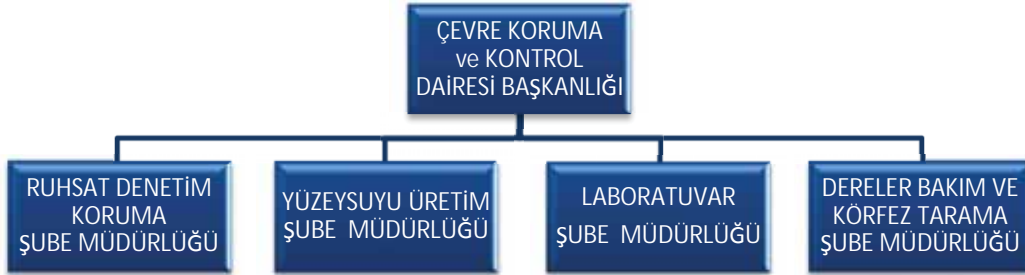 ÇEVRE KORUMA
ve KONTROL
DAİRESİ BAŞKANLIĞI
RUHSAT DENETİM
KORUMA
ŞUBE MÜDÜRLÜĞÜ
YÜZEYSUYU ÜRETİM
ŞUBE MÜDÜRLÜĞÜ
LABORATUVAR
ŞUBE MÜDÜRLÜĞÜ
DERELER BAKIM VE
KÖRFEZ TARAMA
ŞUBE MÜDÜRLÜĞÜ